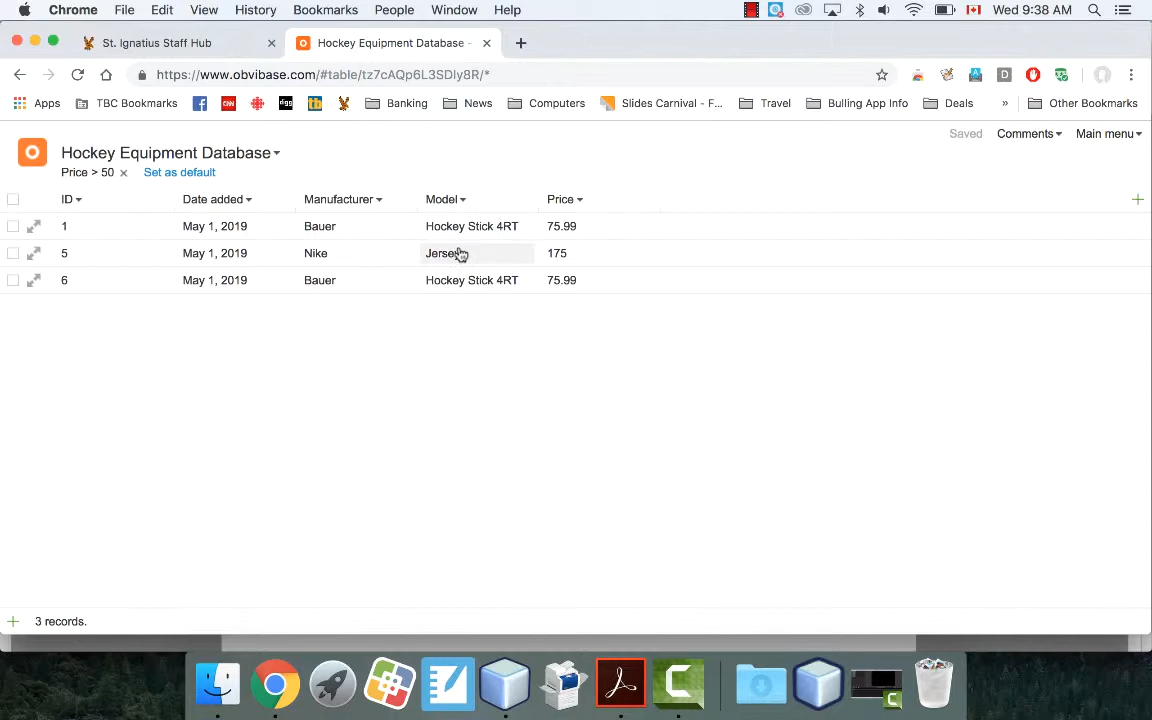 Chrome File Edit View History Bookmarks People Window Help Wed 9:38 AM
St. Ignatius Staff Hub Hockey Equipment Database -
https://www.obvibase.com/#table/tz7cAQp6L3SDly8R/*
Apps TBC Bookmarks CNN digg tb Banking News Computers Slides Carnival - F... Travel Bulling App Info Deals » Other Bookmarks
Saved Comments Main menu
Hockey Equipment Database
Price > 50 × Set as default
ID Date added Manufacturer Model Price
1 May 1, 2019 Bauer Hockey Stick 4RT 75.99
5 May 1, 2019 Nike Jersey 175
6 May 1, 2019 Bauer Hockey Stick 4RT 75.99
3 records.